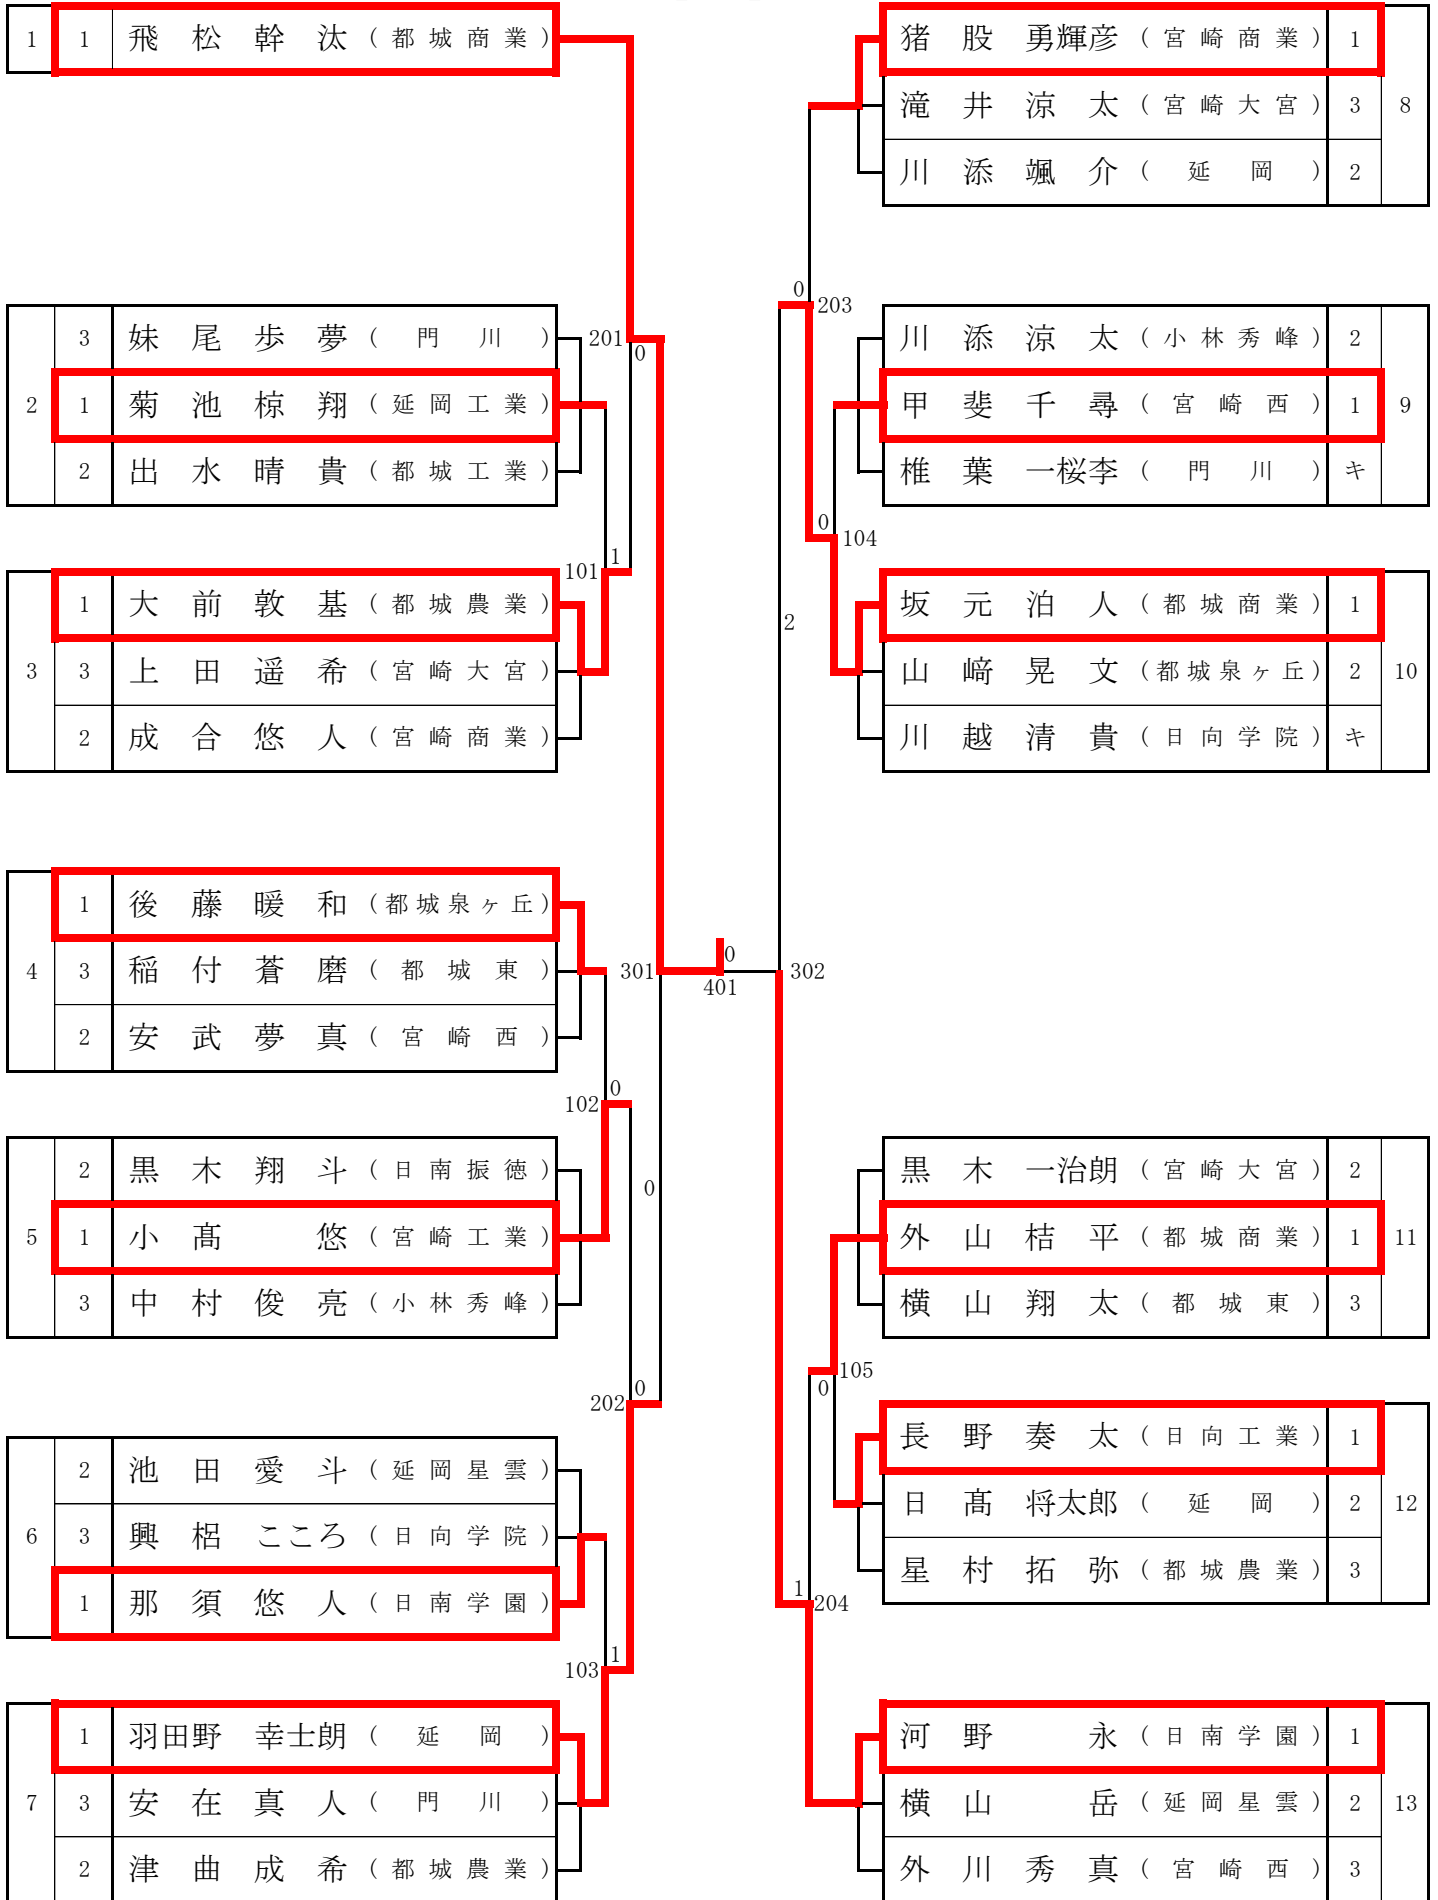 1 1 飛松幹汰（都城商業）
201
0
2
3 妹尾歩夢（門川）
1 菊池椋翔（延岡工業）
2 出水晴貴（都城工業）
101
1
3
1 大前敦基（都城農業）
3 上田遥希（宮崎大宮）
2 成合悠人（宮崎商業）
4
1 後藤暖和（都城泉ヶ丘）
3 稲付蒼磨（都城東）
2 安武夢真（宮崎西）
301
0
102
0
5
2 黒木翔斗（日南振徳）
1 小髙悠（宮崎工業）
3 中村俊亮（小林秀峰）
202
0
6
2 池田愛斗（延岡星雲）
3 興梠こころ（日向学院）
1 那須悠人（日南学園）
103
1
7
1 羽田野幸士朗（延岡）
3 安在真人（門川）
2 津曲成希（都城農業）
0
401
猪股勇輝彦（宮崎商業） 1
滝井涼太（宮崎大宮） 3
川添颯介（延岡） 2
8
0
203
川添涼太（小林秀峰） 2
甲斐千尋（宮崎西） 1
椎葉一桜李（門川） キ
9
0
104
坂元泊人（都城商業） 1
山﨑晃文（都城泉ヶ丘） 2
川越清貴（日向学院） キ
10
2
302
黒木一治朗（宮崎大宮） 2
外山桔平（都城商業） 1
横山翔太（都城東） 3
11
105
0
長野奏太（日向工業） 1
日髙将太郎（延岡） 2
星村拓弥（都城農業） 3
12
1
204
河野永（日南学園） 1
横山岳（延岡星雲） 2
外川秀真（宮崎西） 3
13